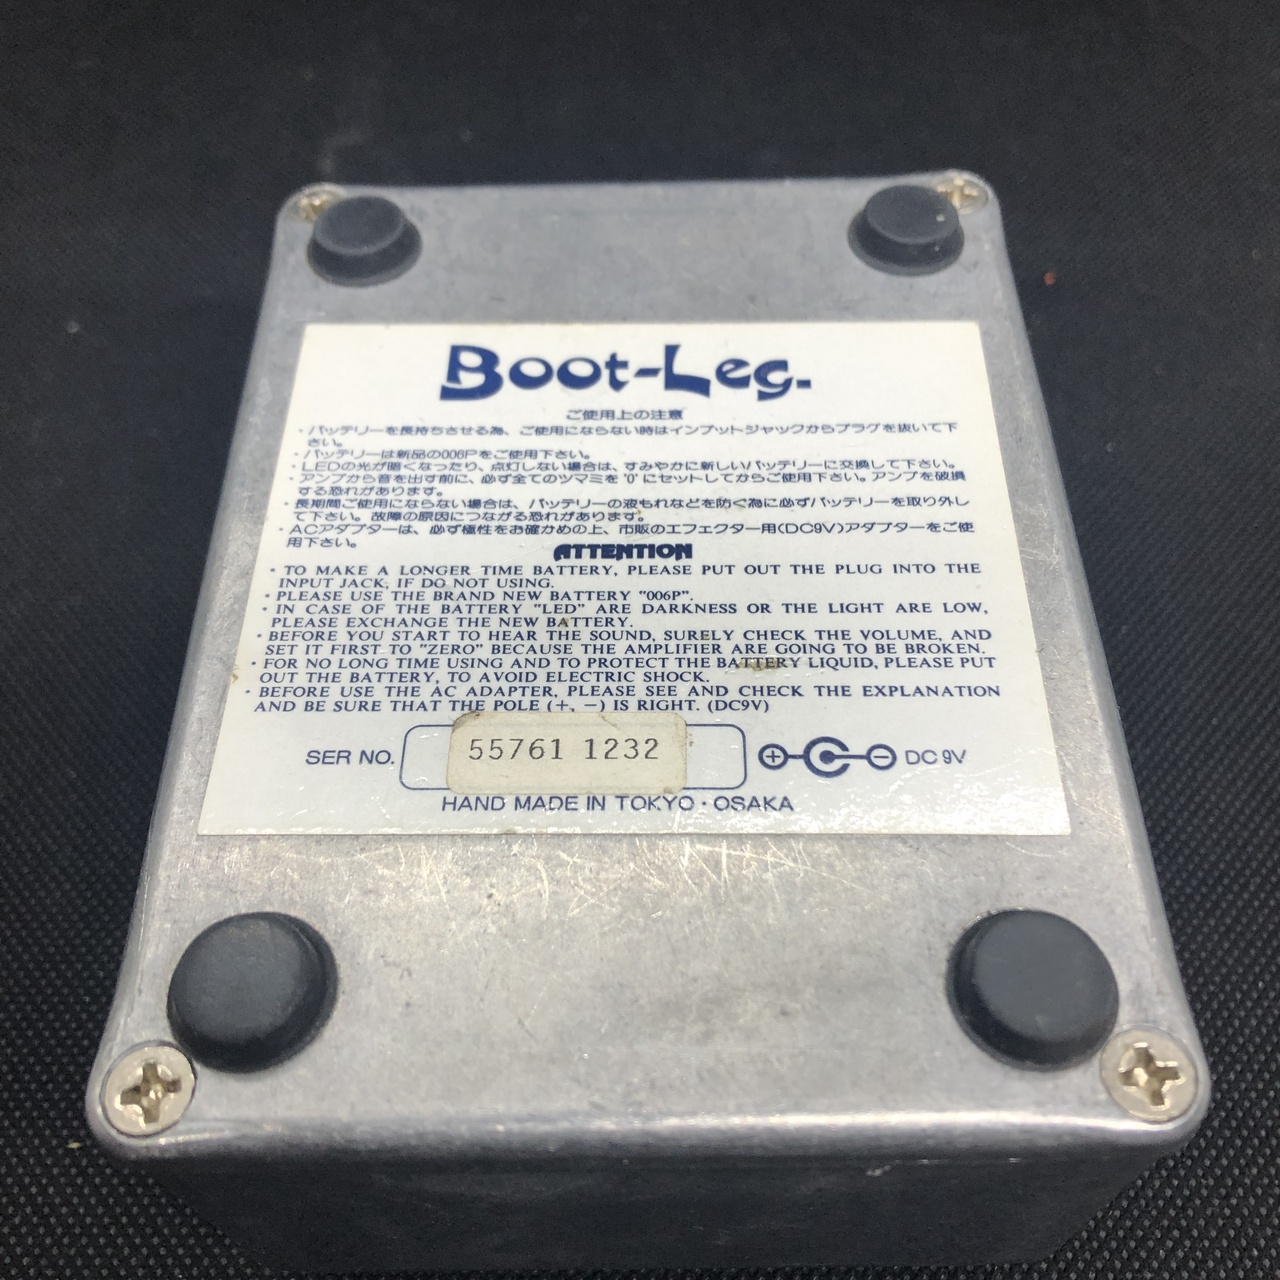 Boot-Leg.
ご使用上の注意
・バッテリーを長持ちさせる為、ご使用にならない時はインプットジャックからプラグを抜いて下
さい。
・バッテリーは新品の006Pをご使用下さい。
・LEDの光が暗くなったり、点灯しない場合は、すみやかに新しいバッテリーに交換して下さい。
・アンプから音を出す前に、必ず全てのツマミを'0'にセットしてからご使用下さい。アンプを破損
する恐れがあります。
・長期間ご使用にならない場合は、バッテリーの液もれなどを防ぐ為に必ずバッテリーを取り外し
て下さい。故障の原因につながる恐れがあります。
・ACアダプターは、必ず極性をお確かめの上、市販のエフェクター用(DC9V)アダプターをご使
用下さい。
ATTENTION
・TO MAKE A LONGER TIME BATTERY, PLEASE PUT OUT THE PLUG INTO THE
INPUT JACK, IF DO NOT USING.
・PLEASE USE THE BRAND NEW BATTERY "006P".
・IN CASE OF THE BATTERY "LED" ARE DARKNESS OR THE LIGHT ARE LOW,
PLEASE EXCHANGE THE NEW BATTERY.
・BEFORE YOU START TO HEAR THE SOUND, SURELY CHECK THE VOLUME, AND
SET IT FIRST TO "ZERO" BECAUSE THE AMPLIFIER ARE GOING TO BE BROKEN.
・FOR NO LONG TIME USING AND TO PROTECT THE BATTERY LIQUID, PLEASE PUT
OUT THE BATTERY, TO AVOID ELECTRIC SHOCK.
・BEFORE USE THE AC ADAPTER, PLEASE SEE AND CHECK THE EXPLANATION
AND BE SURE THAT THE POLE (+, −) IS RIGHT. (DC9V)
SER NO. 55761 1232 + − DC 9V
HAND MADE IN TOKYO・OSAKA